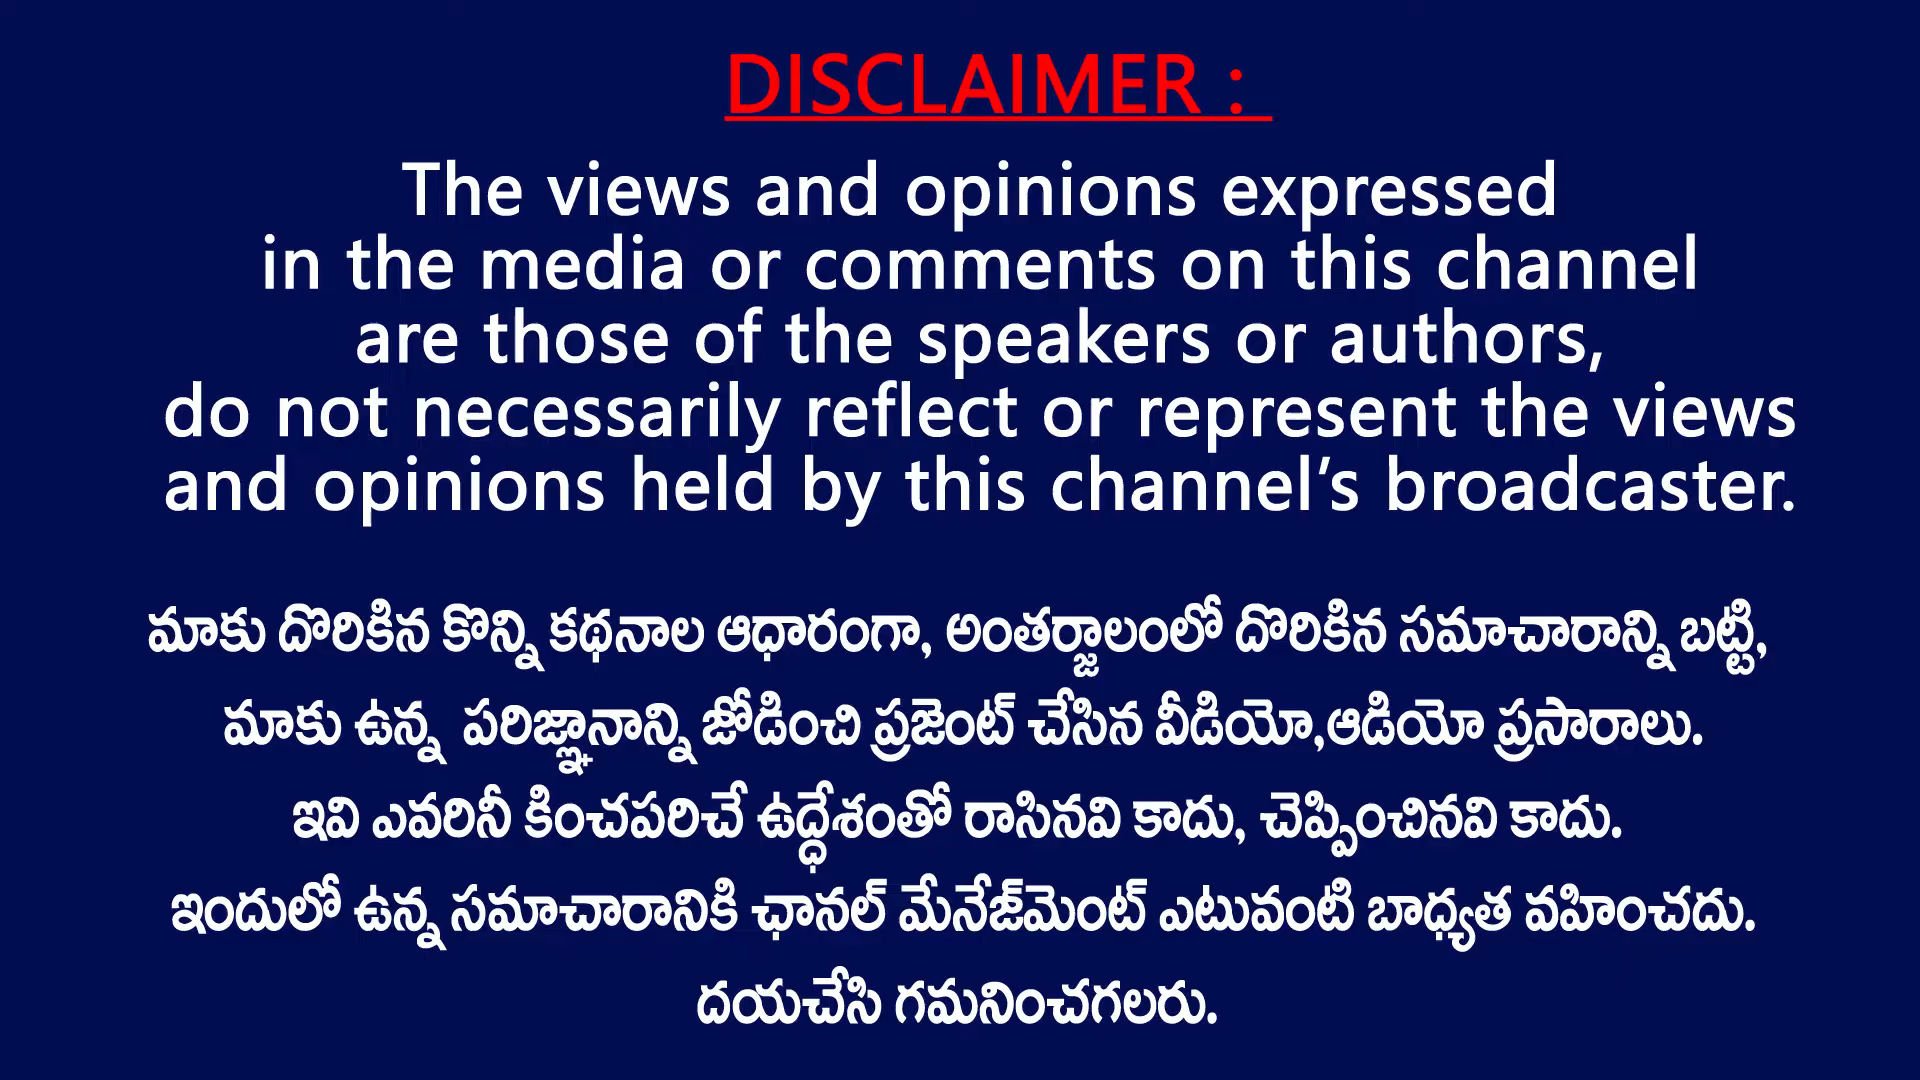 DISCLAIMER :
The views and opinions expressed
in the media or comments on this channel
are those of the speakers or authors,
do not necessarily reflect or represent the views
and opinions held by this channel’s broadcaster.
మాకు దొరికిన కొన్ని కథనాల ఆధారంగా, అంతర్జాలంలో దొరికిన సమాచారాన్ని బట్టి,
మాకు ఉన్న పరిజ్ఞానాన్ని జోడించి ప్రజెంట్ చేసిన వీడియో,ఆడియో ప్రసారాలు.
ఇవి ఎవరినీ కించపరిచే ఉద్ధేశంతో రాసినవి కాదు, చెప్పించినవి కాదు.
ఇందులో ఉన్న సమాచారానికి ఛానల్ మేనేజ్‌మెంట్ ఎటువంటి బాధ్యత వహించదు.
దయచేసి గమనించగలరు.